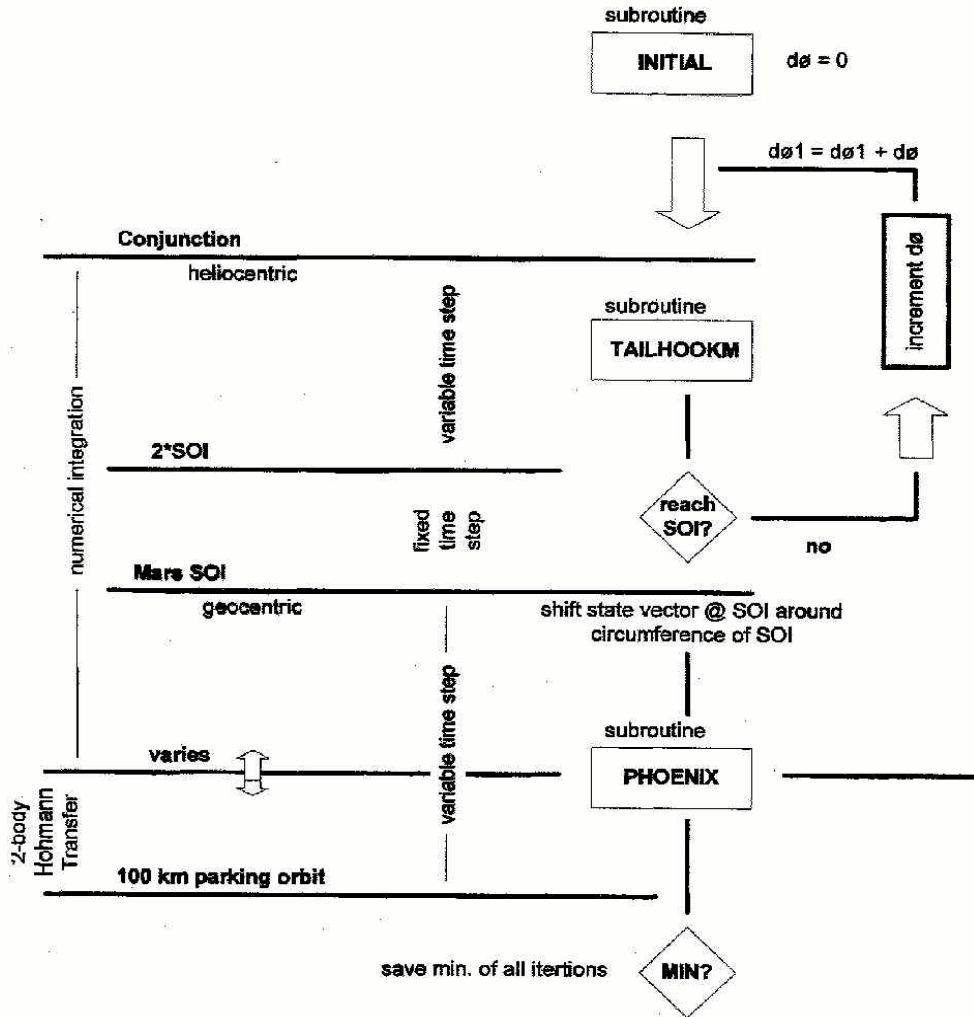 subroutine
INITIAL
dø = 0
dø1 = dø1 + dø
increment dø
Conjunction
heliocentric
subroutine
TAILHOOKM
variable time step
numerical integration
2*SOI
reach
SOI?
no
fixed
time
step
Mars SOI
geocentric
shift state vector @ SOI around
circumference of SOI
variable time step
subroutine
PHOENIX
varies
2-body
Hohmann
Transfer
100 km parking orbit
save min. of all itertions
MIN?